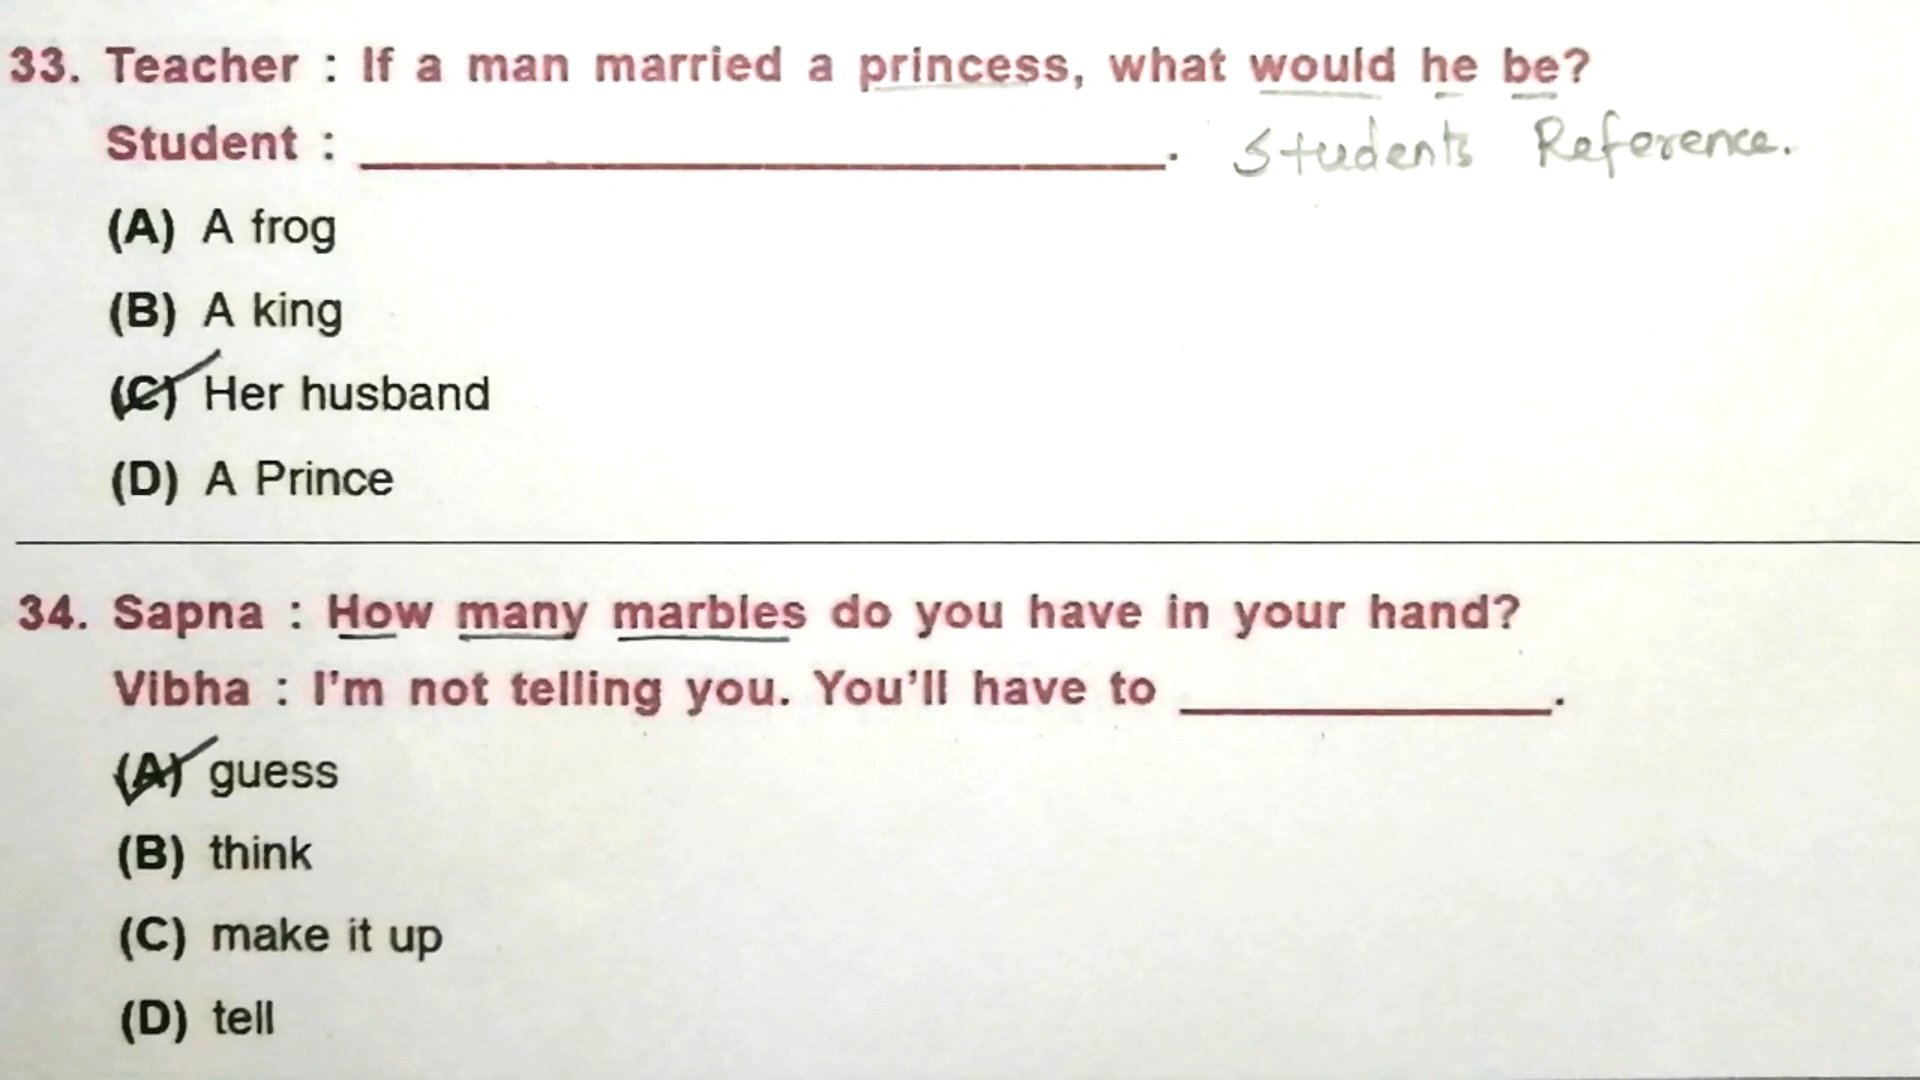 33. Teacher : If a man married a princess, what would he be?
Student : ____________________. Students Reference.
(A) A frog
(B) A king
(C) Her husband
(D) A Prince
34. Sapna : How many marbles do you have in your hand?
Vibha : I'm not telling you. You'll have to __________.
(A) guess
(B) think
(C) make it up
(D) tell